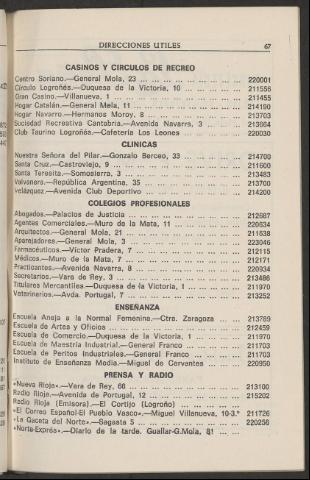 DIRECCIONES UTILES 67
CASINOS Y CIRCULOS DE RECREO
Centro Soriano.—General Mola, 23 ... ... ... 220001
Círculo Logroñés.—Duquesa de la Victoria, 10 ... ... ... 211556
Gran Casino.—Villanueva, 1 ... ... ... 211455
Hogar Catalán.—General Mola, 11 ... ... ... 214190
Hogar Navarro.—Hermanos Moroy, 8 ... ... ... 213703
Sociedad Recreativa Cantabria.—Avenida Navarra, 3 ... 213664
Club Taurino Logroñés.—Cafetería Los Leones ... ... 220030
CLINICAS
Nuestra Señora del Pilar.—Gonzalo Berceo, 33 ... ... ... 214700
Santa Cruz.—Castroviejo, 9 ... ... ... 211600
Santa Teresita.—Somosierra, 3 ... ... ... 213483
Valvanera.—República Argentina, 35 ... ... ... 213700
Velázquez.—Avenida Club Deportivo ... ... ... 214200
COLEGIOS PROFESIONALES
Abogados.—Palacios de Justicia ... ... ... 212687
Agentes Comerciales.—Muro de la Mata, 11 ... ... ... 220634
Arquitectos.—General Mola, 21 ... ... ... 211638
Aparejadores.—General Mola, 3 ... ... ... 223046
Farmacéuticos.—Víctor Pradera, 7 ... ... ... 212115
Médicos.—Muro de la Mata, 7 ... ... ... 212171
Practicantes.—Avenida Navarra, 8 ... ... ... 220934
Secretarios.—Vara de Rey, 3 ... ... ... 213486
Titulares Mercantiles.—Duquesa de la Victoria, 1 ... ... 211970
Veterinarios.—Avda. Portugal, 7 ... ... ... 213252
ENSEÑANZA
Escuela Aneja a la Normal Femenina.—Ctra. Zaragoza ... ... 213789
Escuela de Artes y Oficios ... ... ... 212459
Escuela de Comercio.—Duquesa de la Victoria, 1 ... ... 211970
Escuela de Maestría Industrial.—General Franco ... ... 211703
Escuela de Peritos Industriales.—General Franco ... ... 211703
Instituto de Enseñanza Media.—Miguel de Cervantes ... ... 220950
PRENSA Y RADIO
«Nueva Rioja».—Vara de Rey, 66 ... ... ... 213100
Radio Rioja.—Avenida de Portugal, 12 ... ... ... 215202
Radio Rioja (Emisora).—El Cortijo (Logroño) ... ... ...
«El Correo Español-El Pueblo Vasco».—Miguel Villanueva, 10-3.º 211726
«La Gaceta del Norte».—Sagasta 5 ... ... ... 220256
«Norte-Exprés».—Diario de la tarde. Guallar-G.Mola, 81 ... ...